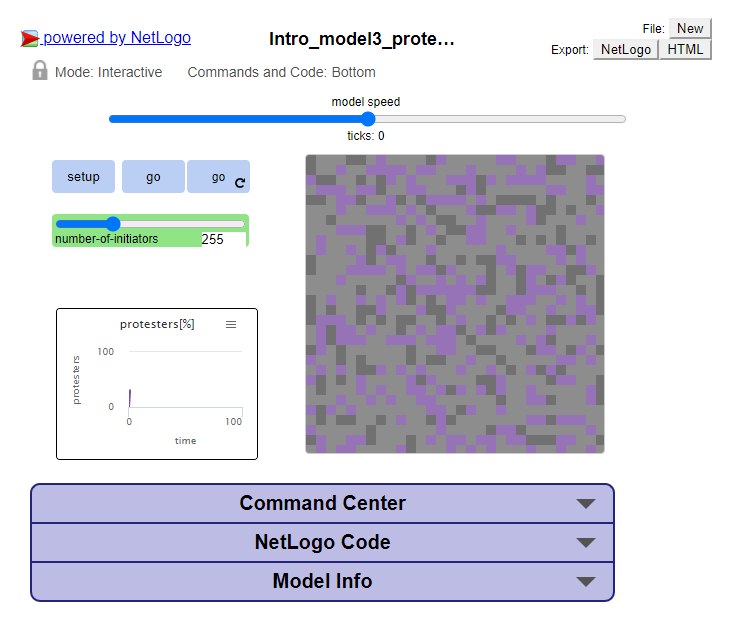 powered by NetLogo
Intro_model3_prote...
File: New
Export: NetLogo HTML
Mode: Interactive Commands and Code: Bottom
model speed
ticks: 0
setup go go
number-of-initiators 255
protesters[%]
100
protesters
0
0 100
time
Command Center
NetLogo Code
Model Info